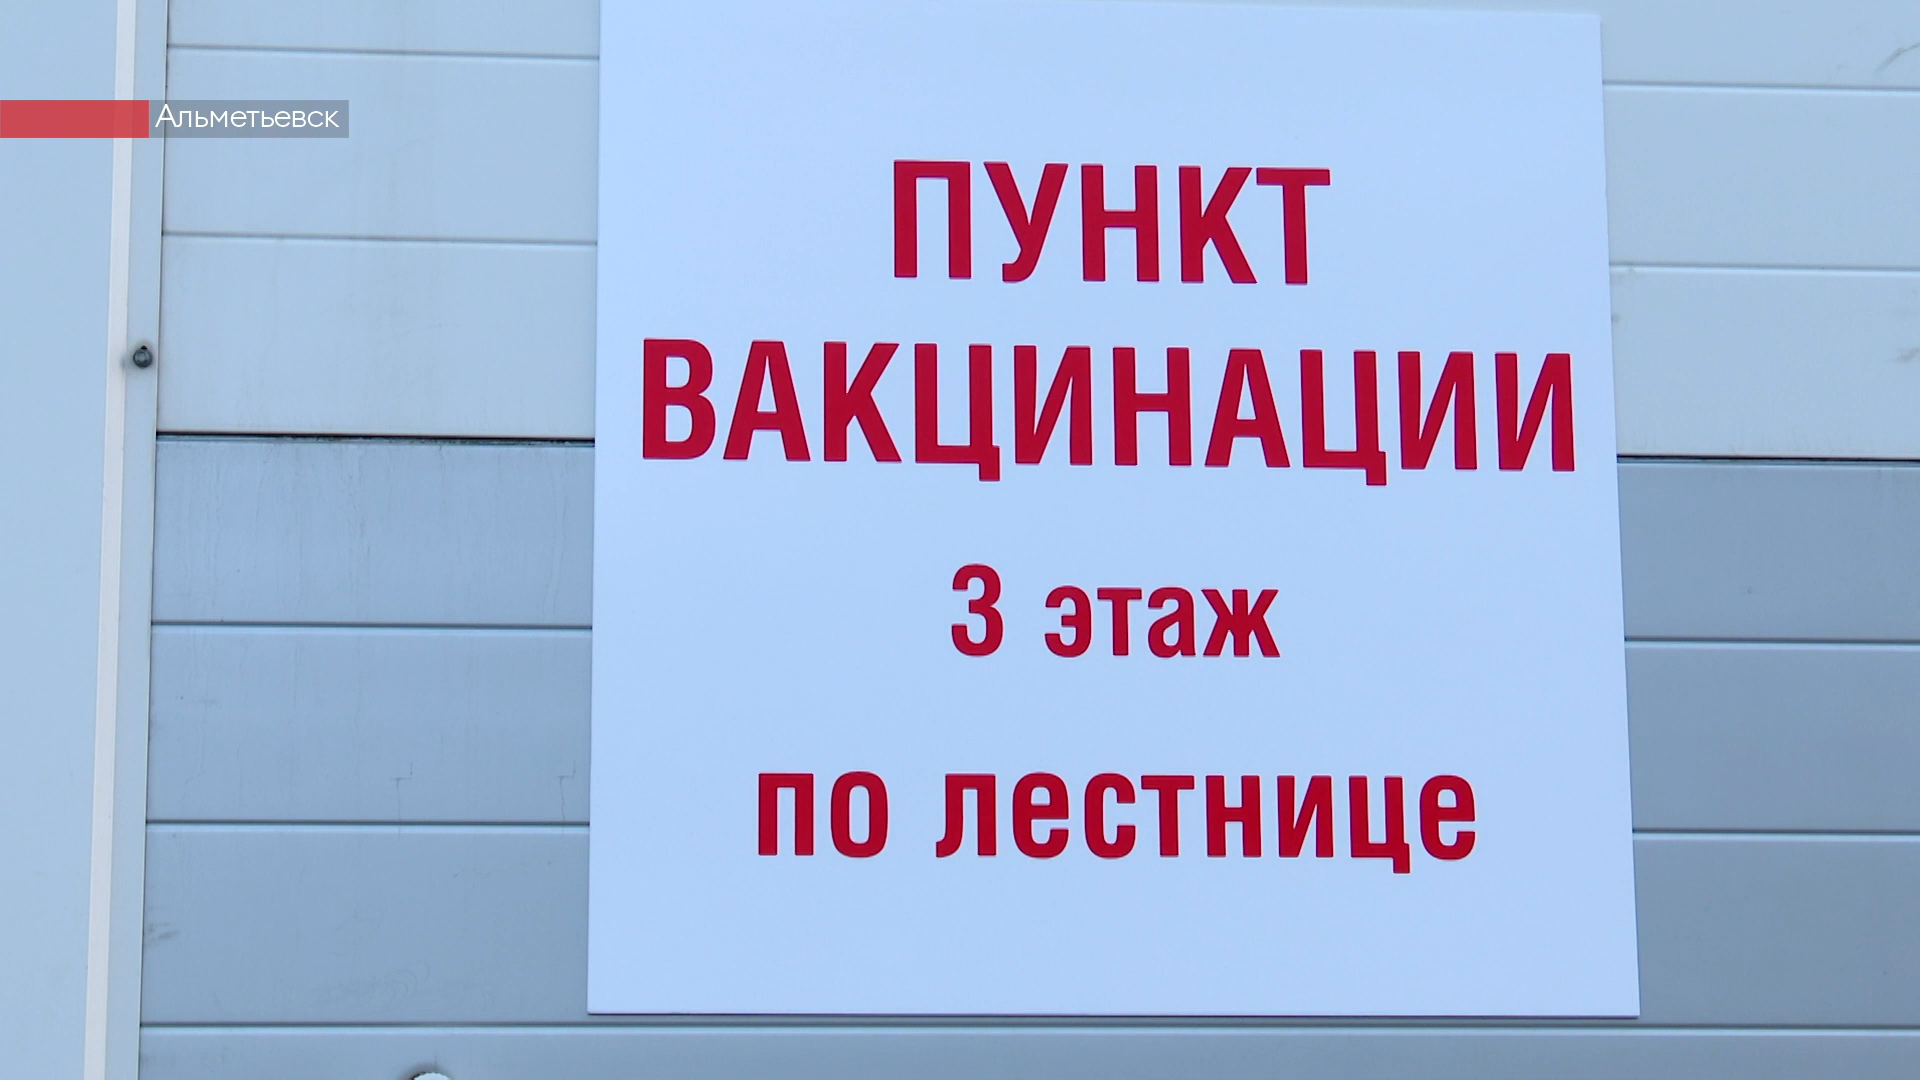 Альметьевск
ПУНКТ
ВАКЦИНАЦИИ
3 этаж
по лестнице